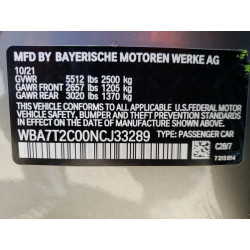 MFD BY BAYERISCHE MOTOREN WERKE AG
10/21
GVWR 5512 lbs 2500 kg
GAWR FRONT 2657 lbs 1205 kg
GAWR REAR 3020 lbs 1370 kg
THIS VEHICLE CONFORMS TO ALL
APPLICABLE U.S. FEDERAL MOTOR
VEHICLE SAFETY, BUMPER, AND THEFT
PREVENTION STANDARDS IN EFFECT ON
THE DATE OF MANUFACTURE SHOWN ABOVE.
WBA7T2C00NCJ33289 TYPE: PASSENGER CAR
C28/7